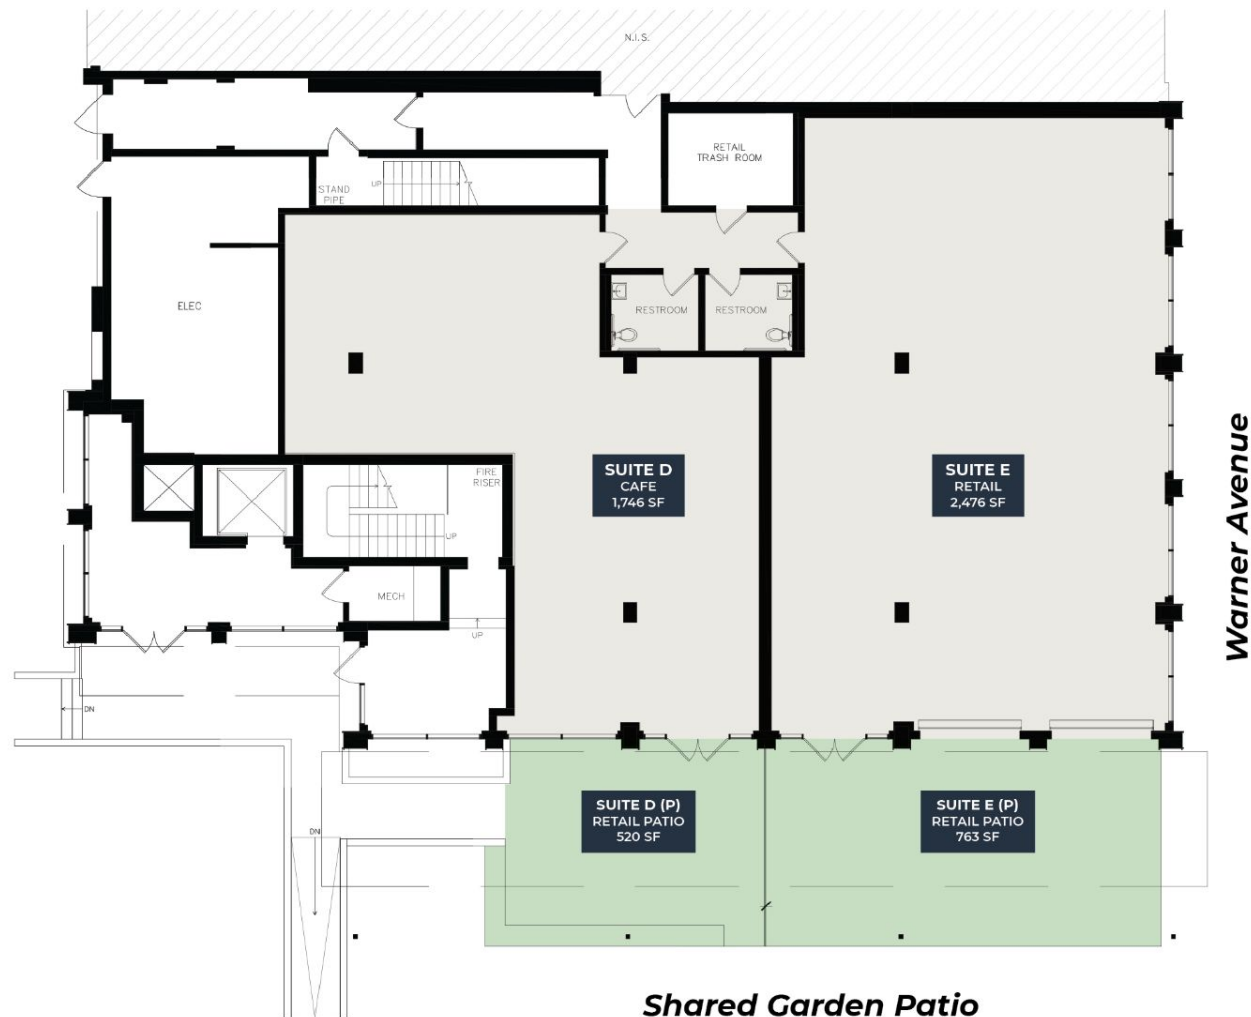 N.I.S.
RETAIL
TRASH ROOM
UP
STAND
PIPE
ELEC
RESTROOM
RESTROOM
FIRE
RISER
SUITE D
CAFE
1,746 SF
SUITE E
RETAIL
2,476 SF
Warner Avenue
UP
MECH
UP
DN
SUITE D (P)
RETAIL PATIO
520 SF
SUITE E (P)
RETAIL PATIO
763 SF
DN
Shared Garden Patio